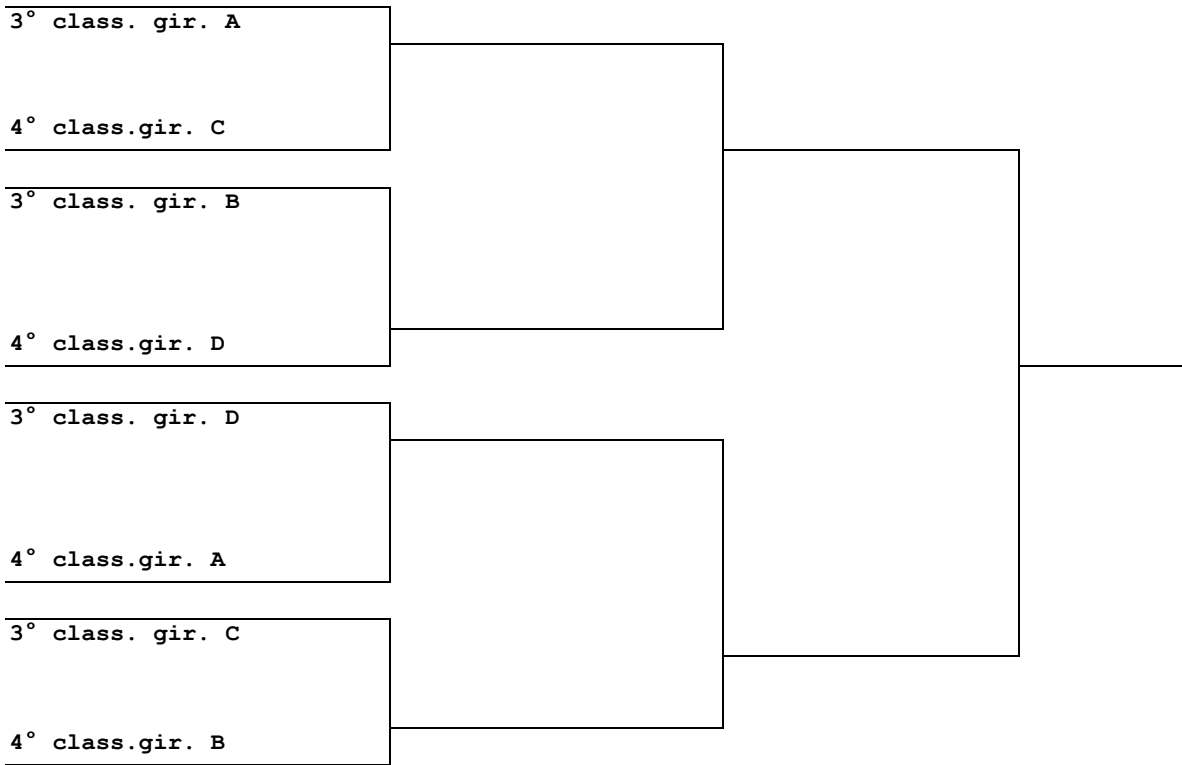 3° class. gir. A
4° class.gir. C
3° class. gir. B
4° class.gir. D
3° class. gir. D
4° class.gir. A
3° class. gir. C
4° class.gir. B